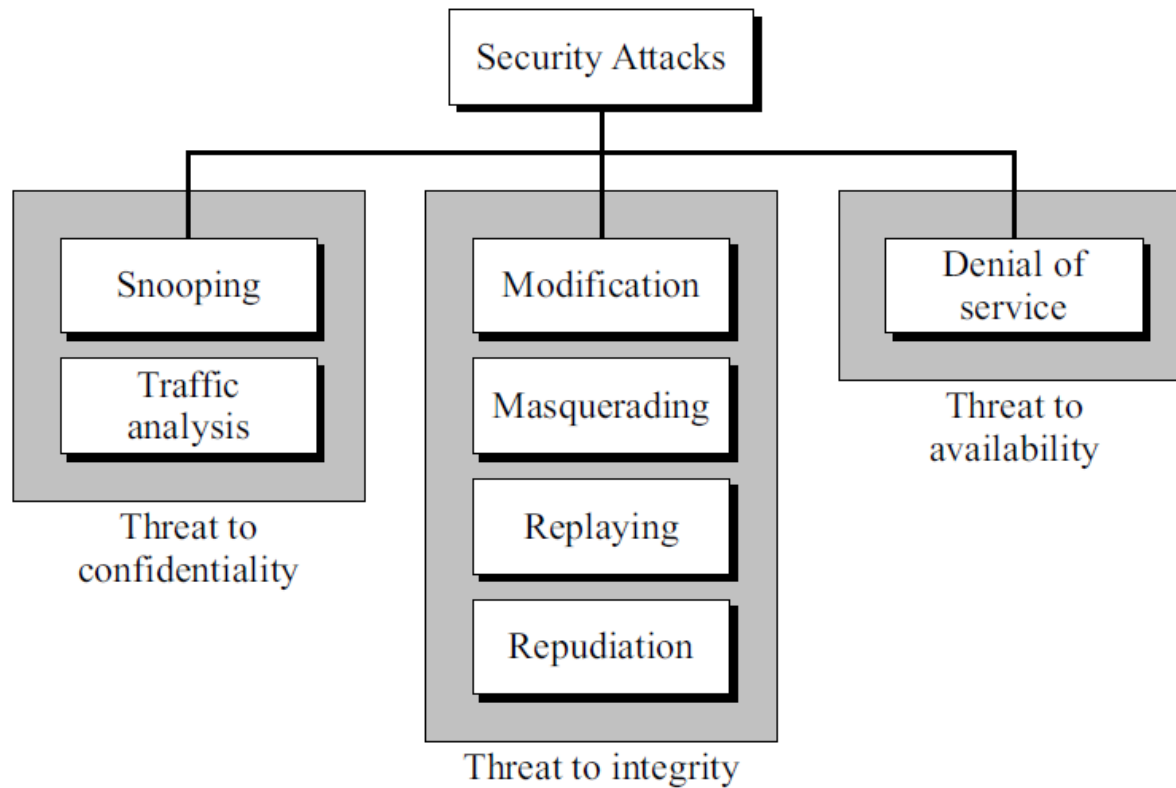 Security Attacks
Snooping
Traffic
analysis
Threat to
confidentiality
Modification
Masquerading
Replaying
Repudiation
Threat to integrity
Denial of
service
Threat to
availability